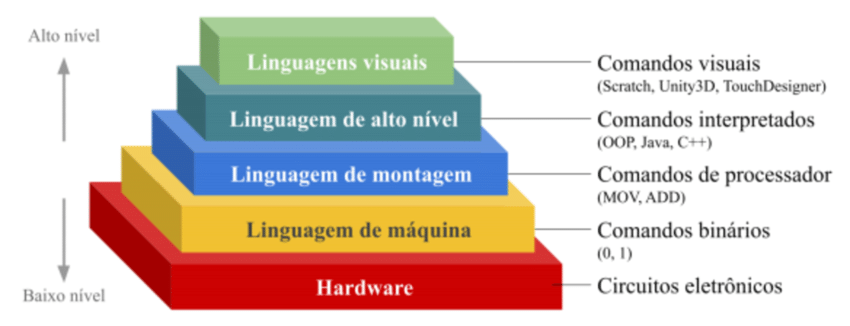 Alto nível
Linguagens visuais
Comandos visuais
(Scratch, Unity3D, TouchDesigner)
Linguagem de alto nível
Comandos interpretados
(OOP, Java, C++)
Linguagem de montagem
Comandos de processador
(MOV, ADD)
Linguagem de máquina
Comandos binários
(0, 1)
Baixo nível
Hardware
Circuitos eletrônicos